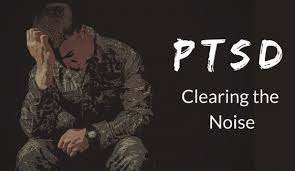 PTSD
Clearing the
Noise